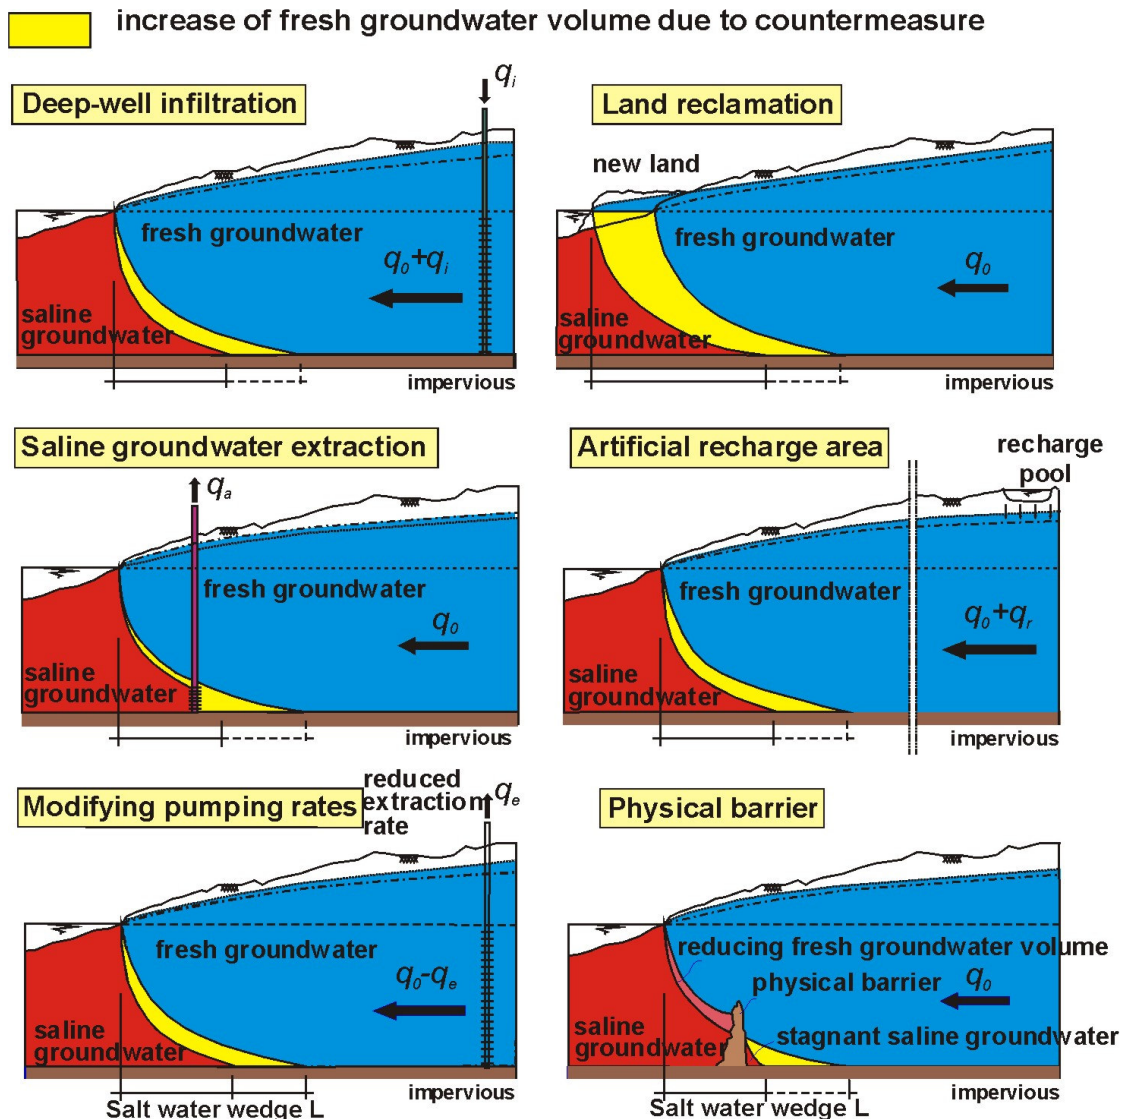 increase of fresh groundwater volume due to countermeasure
Deep-well infiltration
qi
fresh groundwater
q0+qi
saline
groundwater
impervious
Land reclamation
new land
fresh groundwater
q0
saline
groundwater
impervious
Saline groundwater extraction
qa
fresh groundwater
q0
saline
groundwater
impervious
Artificial recharge area
recharge
pool
fresh groundwater
q0+qr
saline
groundwater
impervious
Modifying pumping rates
reduced
extraction
rate
qe
fresh groundwater
q0-qe
saline
groundwater
impervious
Salt water wedge L
Physical barrier
reducing fresh groundwater volume
physical barrier
q0
stagnant saline groundwater
saline
groundwater
impervious
Salt water wedge L